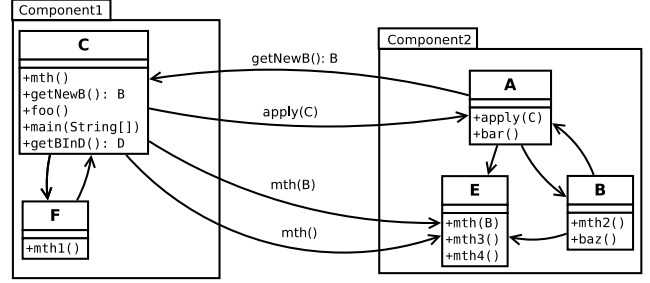 Component1
C
+mth()
+getNewB(): B
+foo()
+main(String[])
+getBInD(): D
F
+mth1()
getNewB(): B
apply(C)
mth(B)
mth()
Component2
A
+apply(C)
+bar()
E
+mth(B)
+mth3()
+mth4()
B
+mth2()
+baz()